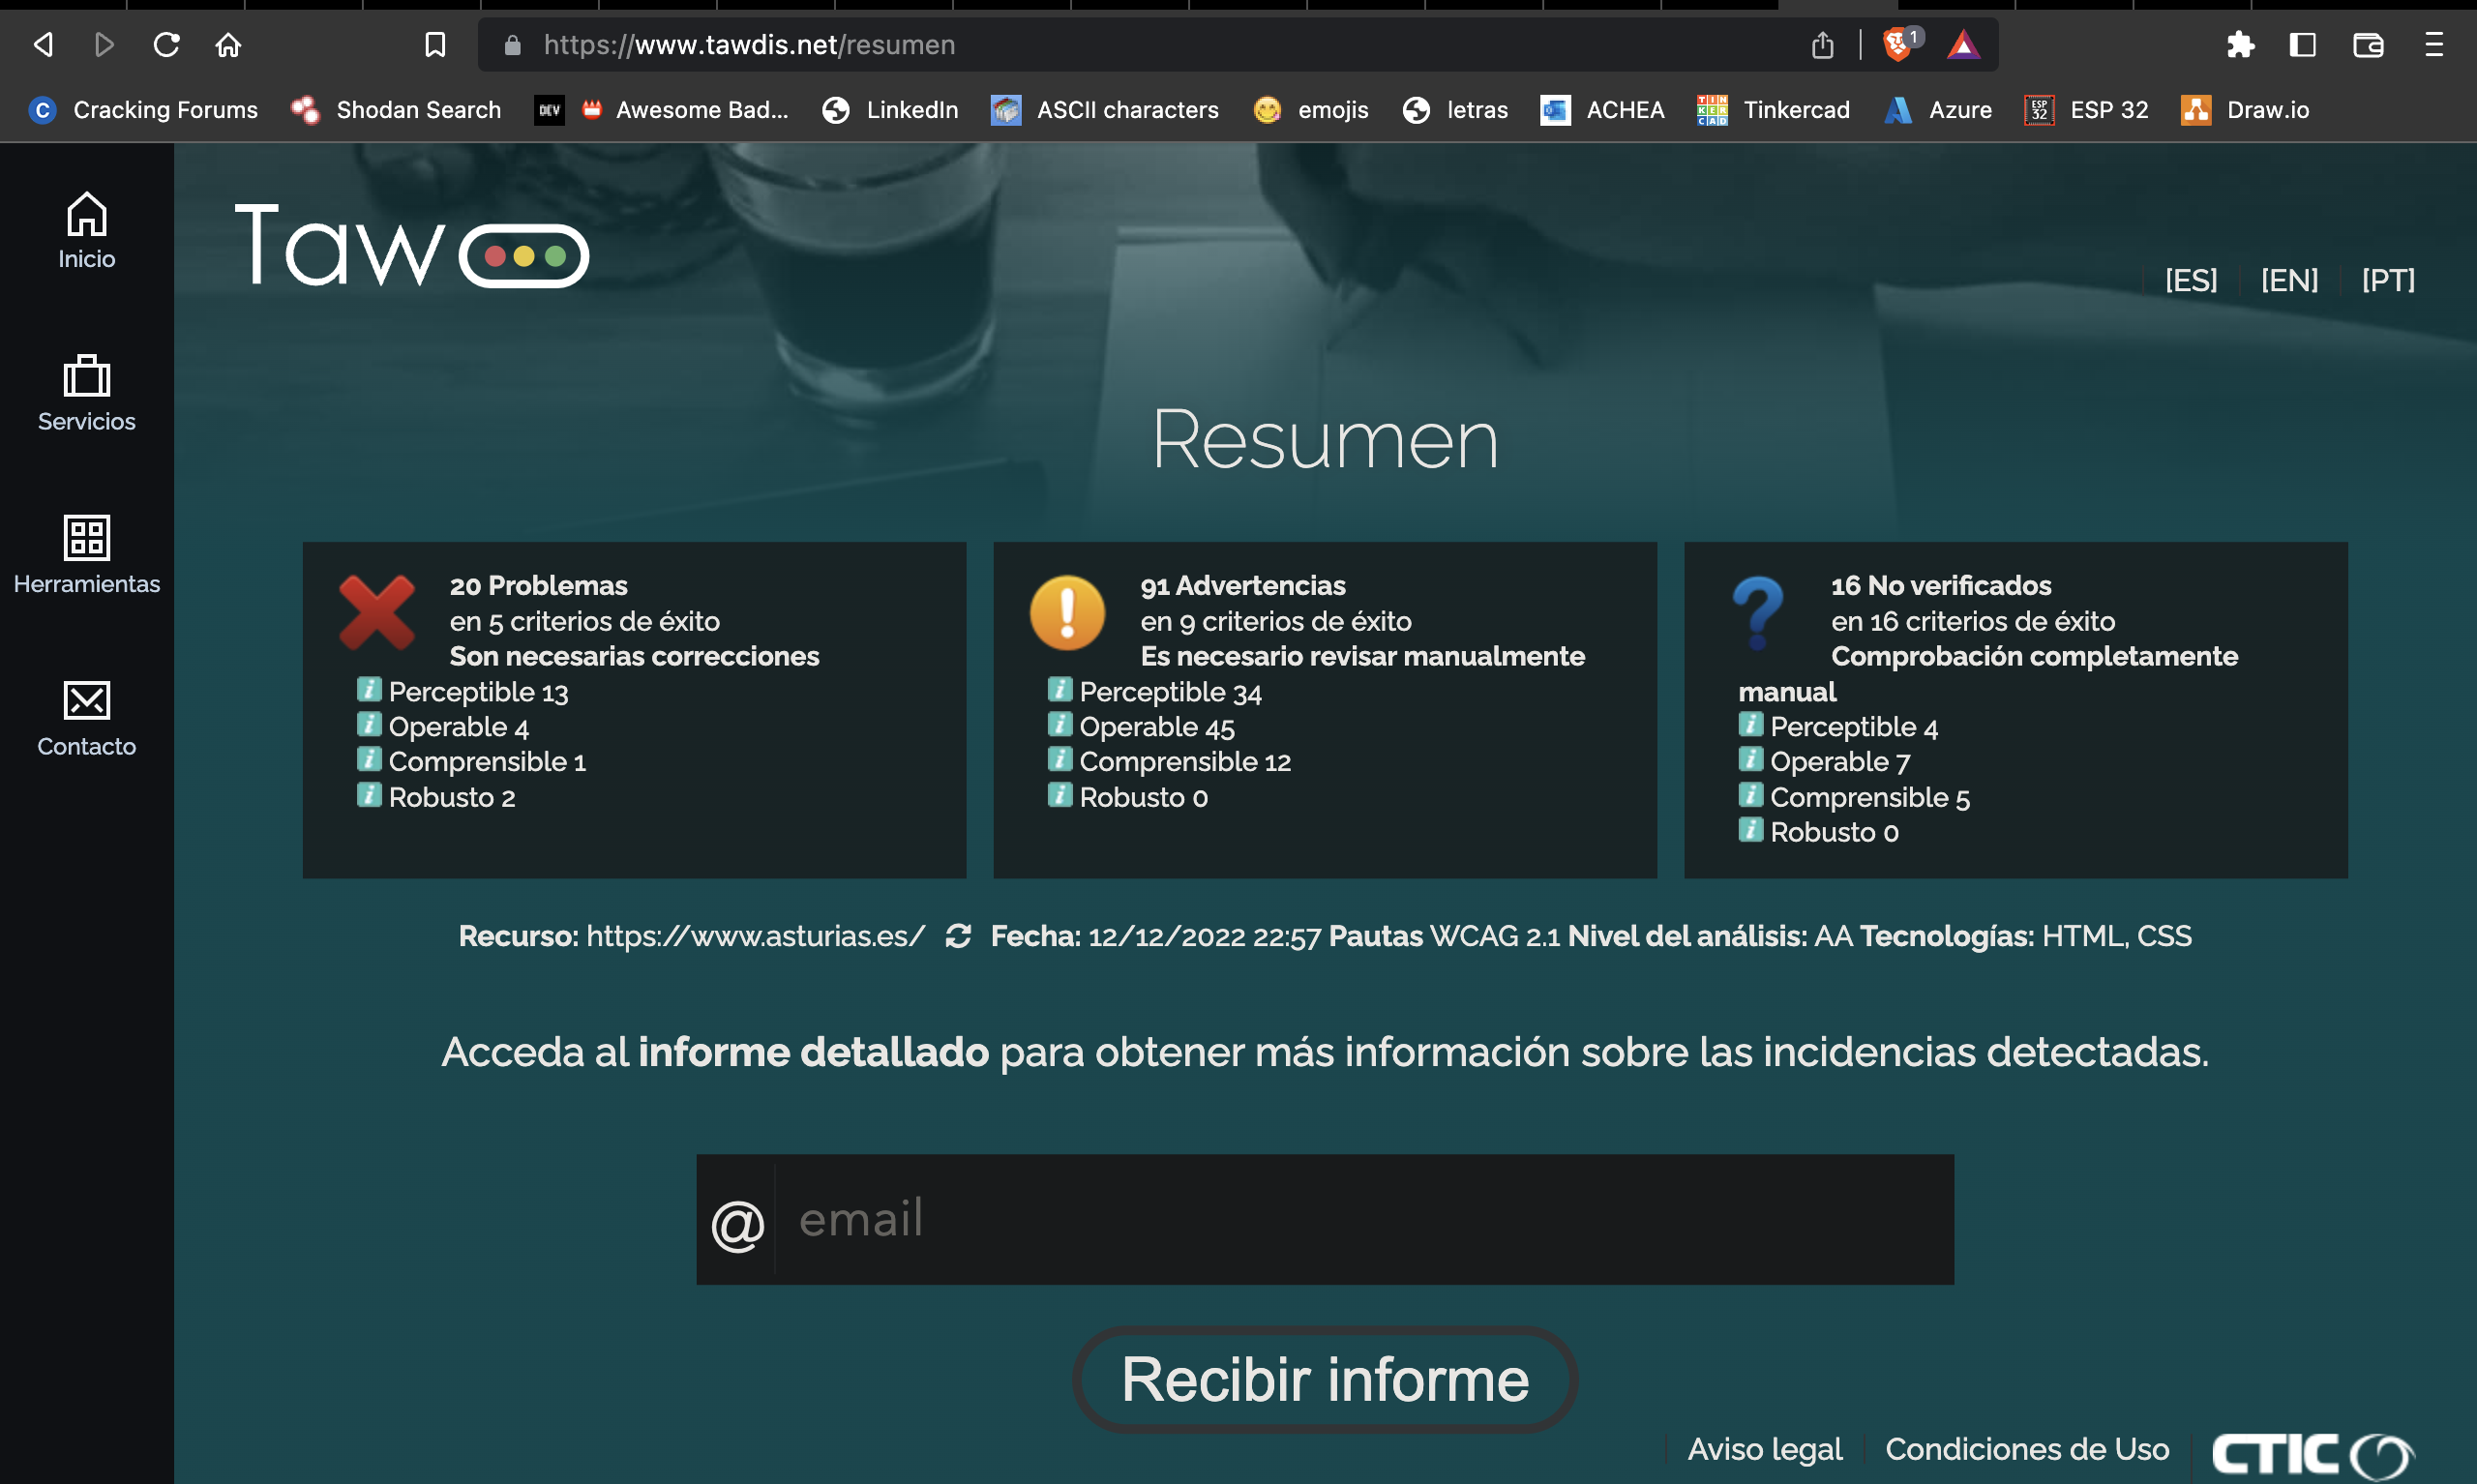 https://www.tawdis.net/resumen
1
Cracking Forums
Shodan Search
DEV
Awesome Bad...
LinkedIn
ASCII characters
emojis
letras
ACHEA
TINKERCAD
Tinkercad
Azure
ESP 32
ESP 32
Draw.io
Inicio
Servicios
Herramientas
Contacto
Taw
[ES]
[EN]
[PT]
Resumen
20 Problemas
en 5 criterios de éxito
Son necesarias correcciones
Perceptible 13
Operable 4
Comprensible 1
Robusto 2
91 Advertencias
en 9 criterios de éxito
Es necesario revisar manualmente
Perceptible 34
Operable 45
Comprensible 12
Robusto 0
16 No verificados
en 16 criterios de éxito
Comprobación completamente
manual
Perceptible 4
Operable 7
Comprensible 5
Robusto 0
Recurso: https://www.asturias.es/ Fecha: 12/12/2022 22:57 Pautas WCAG 2.1 Nivel del análisis: AA Tecnologías: HTML, CSS
Acceda al informe detallado para obtener más información sobre las incidencias detectadas.
@ email
Recibir informe
Aviso legal
Condiciones de Uso
CTIC